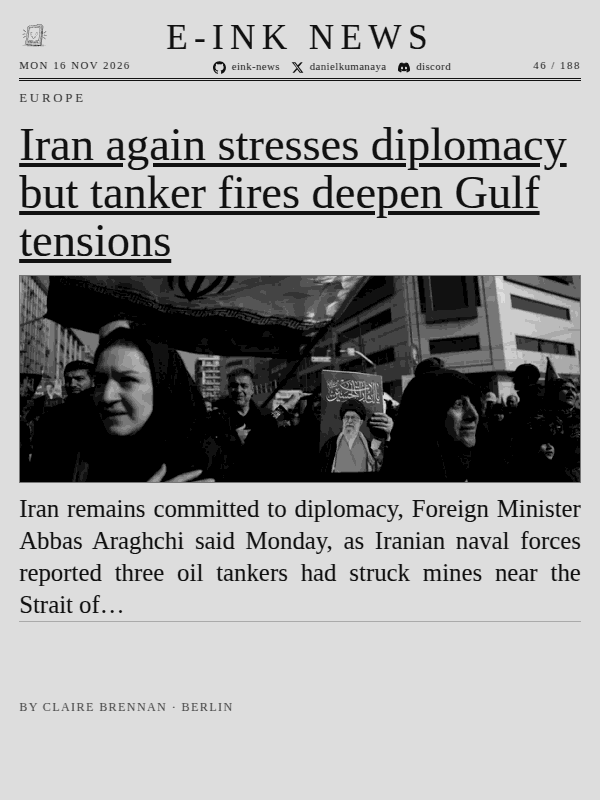 E-INK NEWS
MON 16 NOV 2026
eink-news danielkumanaya discord
46 / 188
EUROPE
Iran again stresses diplomacy
but tanker fires deepen Gulf
tensions
Iran remains committed to diplomacy, Foreign Minister
Abbas Araghchi said Monday, as Iranian naval forces
reported three oil tankers had struck mines near the
Strait of…
BY CLAIRE BRENNAN · BERLIN